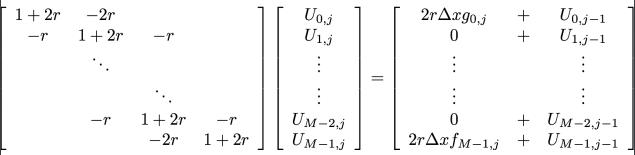 1 + 2r   −2r      U_{0,j}      2rΔxg_{0,j}   +   U_{0,j−1}
−r   1 + 2r   −r      U_{1,j}      0   +   U_{1,j−1}
⋱      ⋮   =   ⋮      ⋮
⋱      ⋮      ⋮      ⋮
−r   1 + 2r   −r      U_{M−2,j}      0   +   U_{M−2,j−1}
−2r   1 + 2r      U_{M−1,j}      2rΔxf_{M−1,j}   +   U_{M−1,j−1}